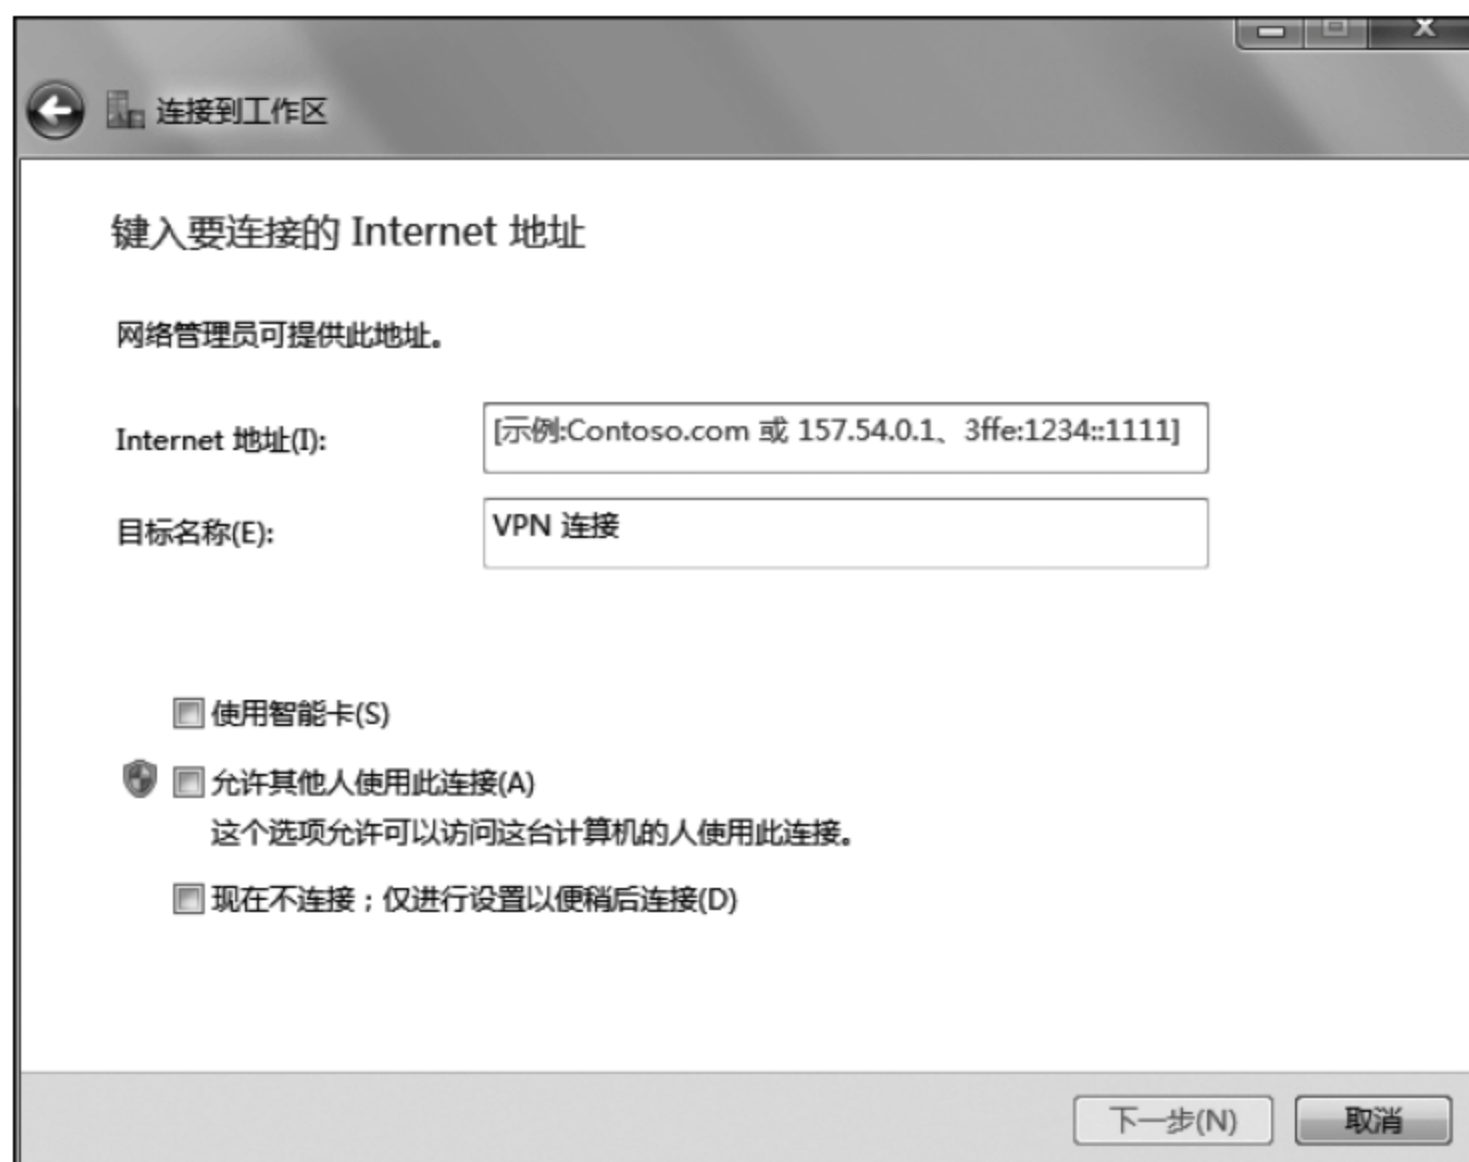 连接到工作区
键入要连接的 Internet 地址
网络管理员可提供此地址。
Internet 地址(I):
[示例:Contoso.com 或 157.54.0.1、3ffe:1234::1111]
目标名称(E):
VPN 连接
使用智能卡(S)
允许其他人使用此连接(A)
这个选项允许可以访问这台计算机的人使用此连接。
现在不连接；仅进行设置以便稍后连接(D)
下一步(N)
取消